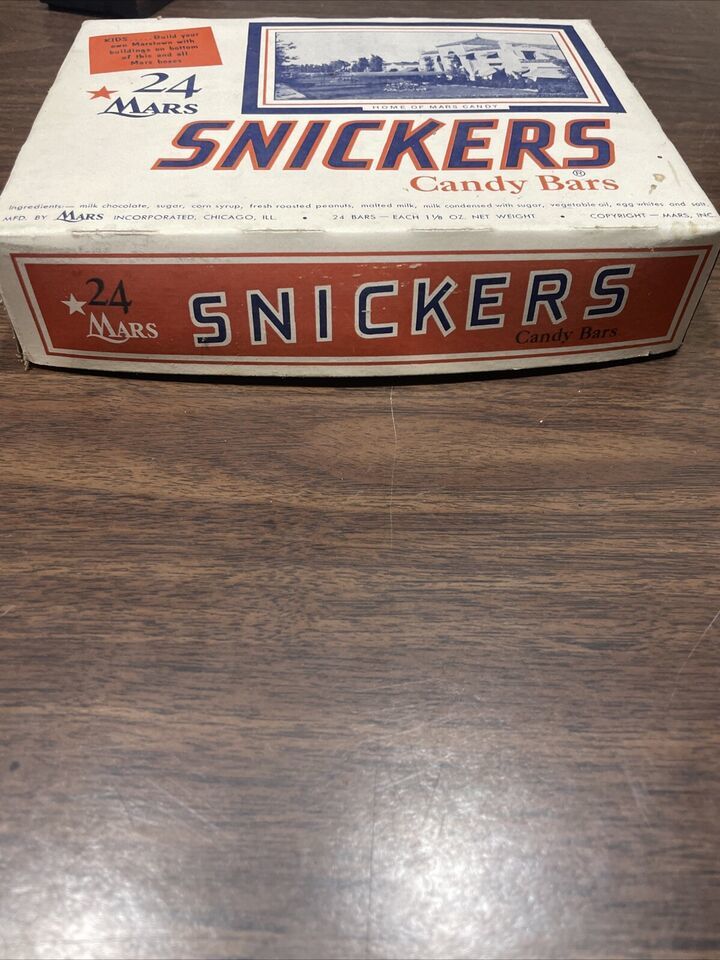 KIDS.....Build your
own Marstown with
buildings on bottom
of this and all
Mars boxes
24
MARS
HOME OF MARS CANDY
SNICKERS®
Candy Bars
Ingredients:— milk chocolate, sugar, corn syrup, fresh roasted peanuts, malted milk, milk condensed with sugar, vegetable oil, egg whites and salt.
MFD. BY MARS INCORPORATED, CHICAGO, ILL. • 24 BARS — EACH 1 1/8 OZ. NET WEIGHT • COPYRIGHT — MARS, INC.
24
MARS
SNICKERS
Candy Bars